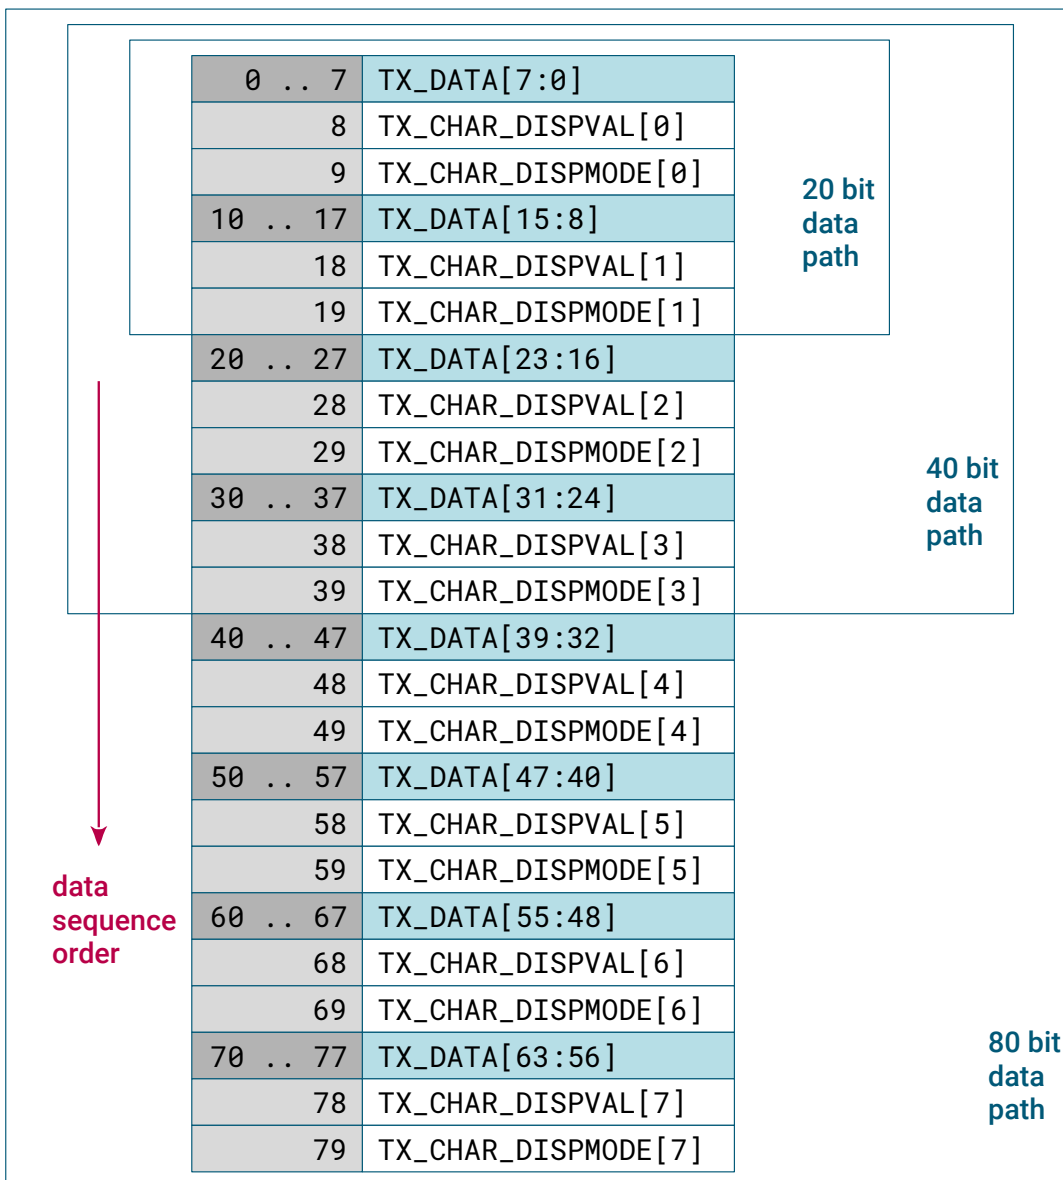 0 .. 7 TX_DATA[7:0]
8 TX_CHAR_DISPVAL[0]
9 TX_CHAR_DISPMODE[0]
10 .. 17 TX_DATA[15:8]
18 TX_CHAR_DISPVAL[1]
19 TX_CHAR_DISPMODE[1]
20 bit
data
path
20 .. 27 TX_DATA[23:16]
28 TX_CHAR_DISPVAL[2]
29 TX_CHAR_DISPMODE[2]
30 .. 37 TX_DATA[31:24]
38 TX_CHAR_DISPVAL[3]
39 TX_CHAR_DISPMODE[3]
40 bit
data
path
40 .. 47 TX_DATA[39:32]
48 TX_CHAR_DISPVAL[4]
49 TX_CHAR_DISPMODE[4]
50 .. 57 TX_DATA[47:40]
58 TX_CHAR_DISPVAL[5]
59 TX_CHAR_DISPMODE[5]
60 .. 67 TX_DATA[55:48]
68 TX_CHAR_DISPVAL[6]
69 TX_CHAR_DISPMODE[6]
70 .. 77 TX_DATA[63:56]
78 TX_CHAR_DISPVAL[7]
79 TX_CHAR_DISPMODE[7]
80 bit
data
path
data
sequence
order